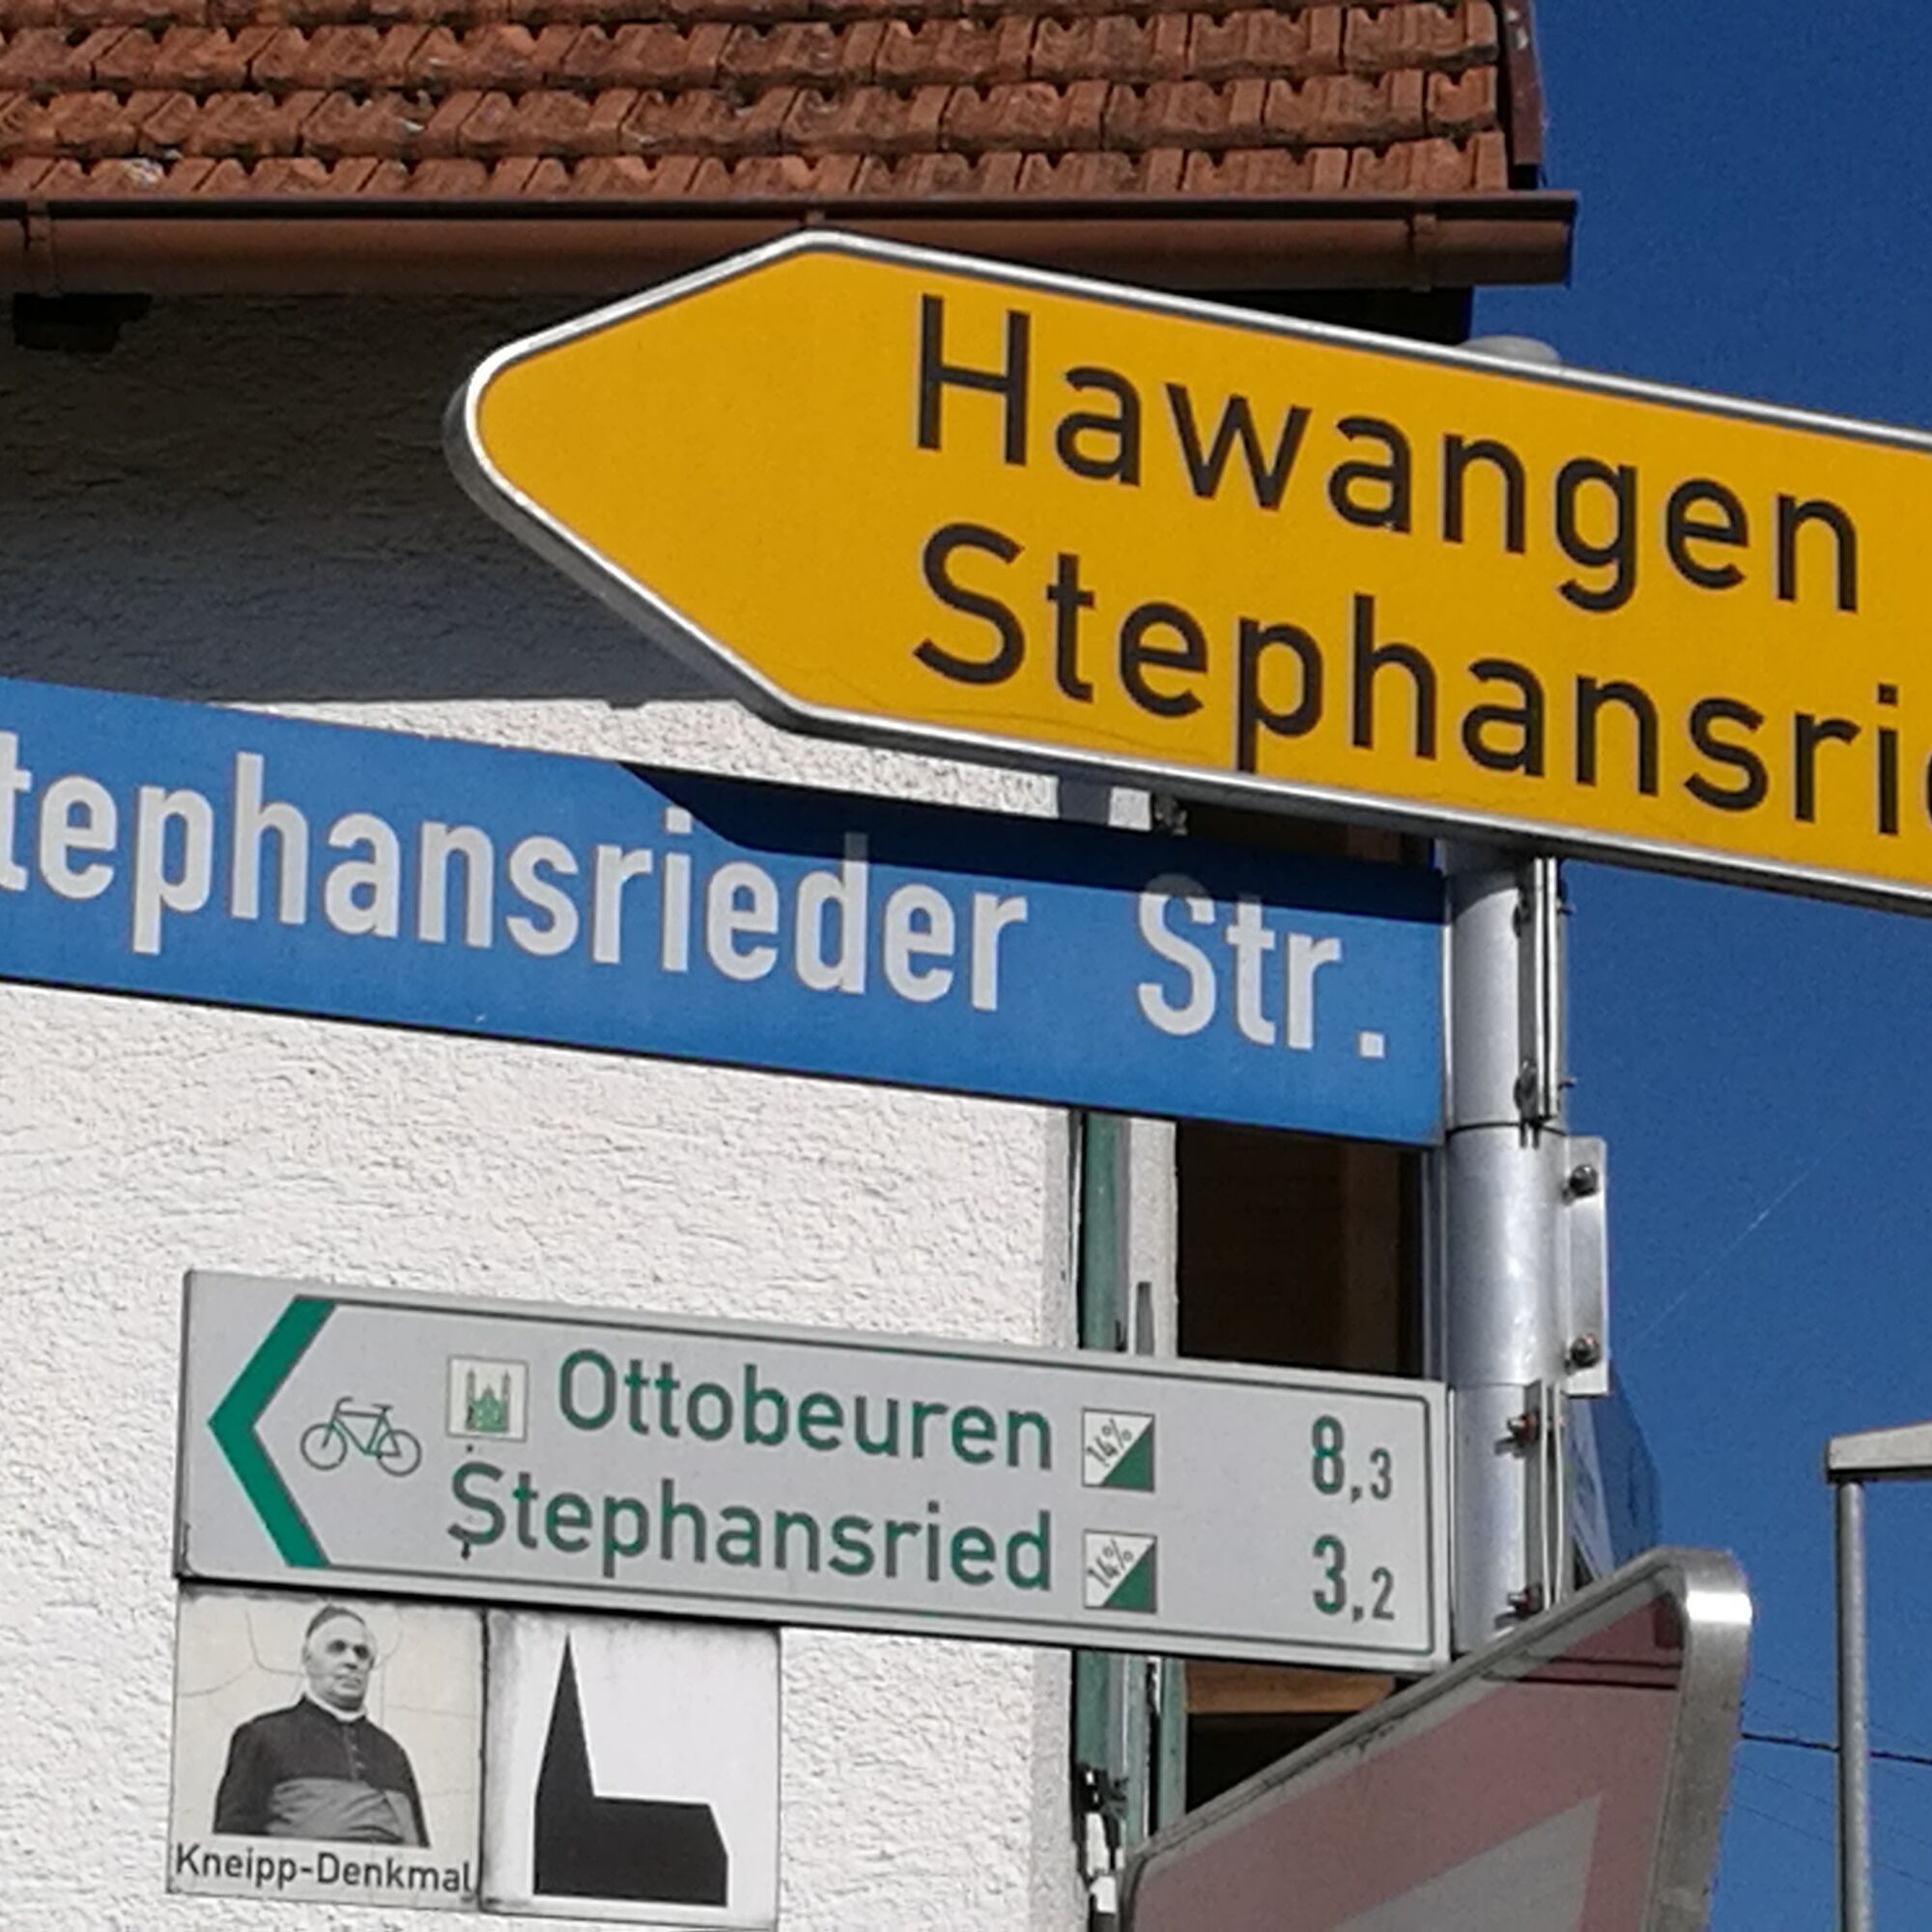 Hawangen
Stephansrie
tephansrieder Str.
Ottobeuren 14% 8,3
Stephansried 14% 3,2
Kneipp-Denkmal